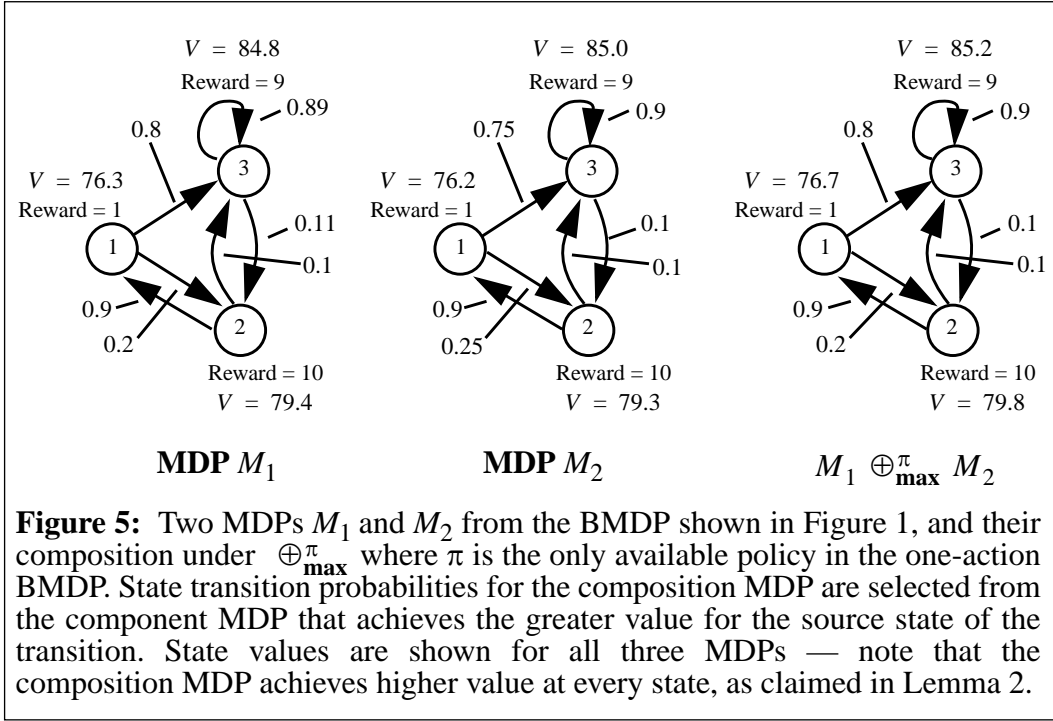 V = 84.8
Reward = 9
0.89
0.8
3
V = 76.3
Reward = 1
0.11
1
0.1
0.9
2
0.2
Reward = 10
V = 79.4
MDP M1
V = 85.0
Reward = 9
0.9
0.75
3
V = 76.2
Reward = 1
0.1
1
0.1
0.9
2
0.25
Reward = 10
V = 79.3
MDP M2
V = 85.2
Reward = 9
0.9
0.8
3
V = 76.7
Reward = 1
0.1
1
0.1
0.9
2
0.2
Reward = 10
V = 79.8
M1 ⊕π max M2
Figure 5: Two MDPs M1 and M2 from the BMDP shown in Figure 1, and their
composition under ⊕π max where π is the only available policy in the one-action
BMDP. State transition probabilities for the composition MDP are selected from
the component MDP that achieves the greater value for the source state of the
transition. State values are shown for all three MDPs — note that the
composition MDP achieves higher value at every state, as claimed in Lemma 2.